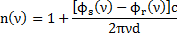 n(ν) = 1 + [ϕₛ(ν) − ϕᵣ(ν)]c / 2πνd